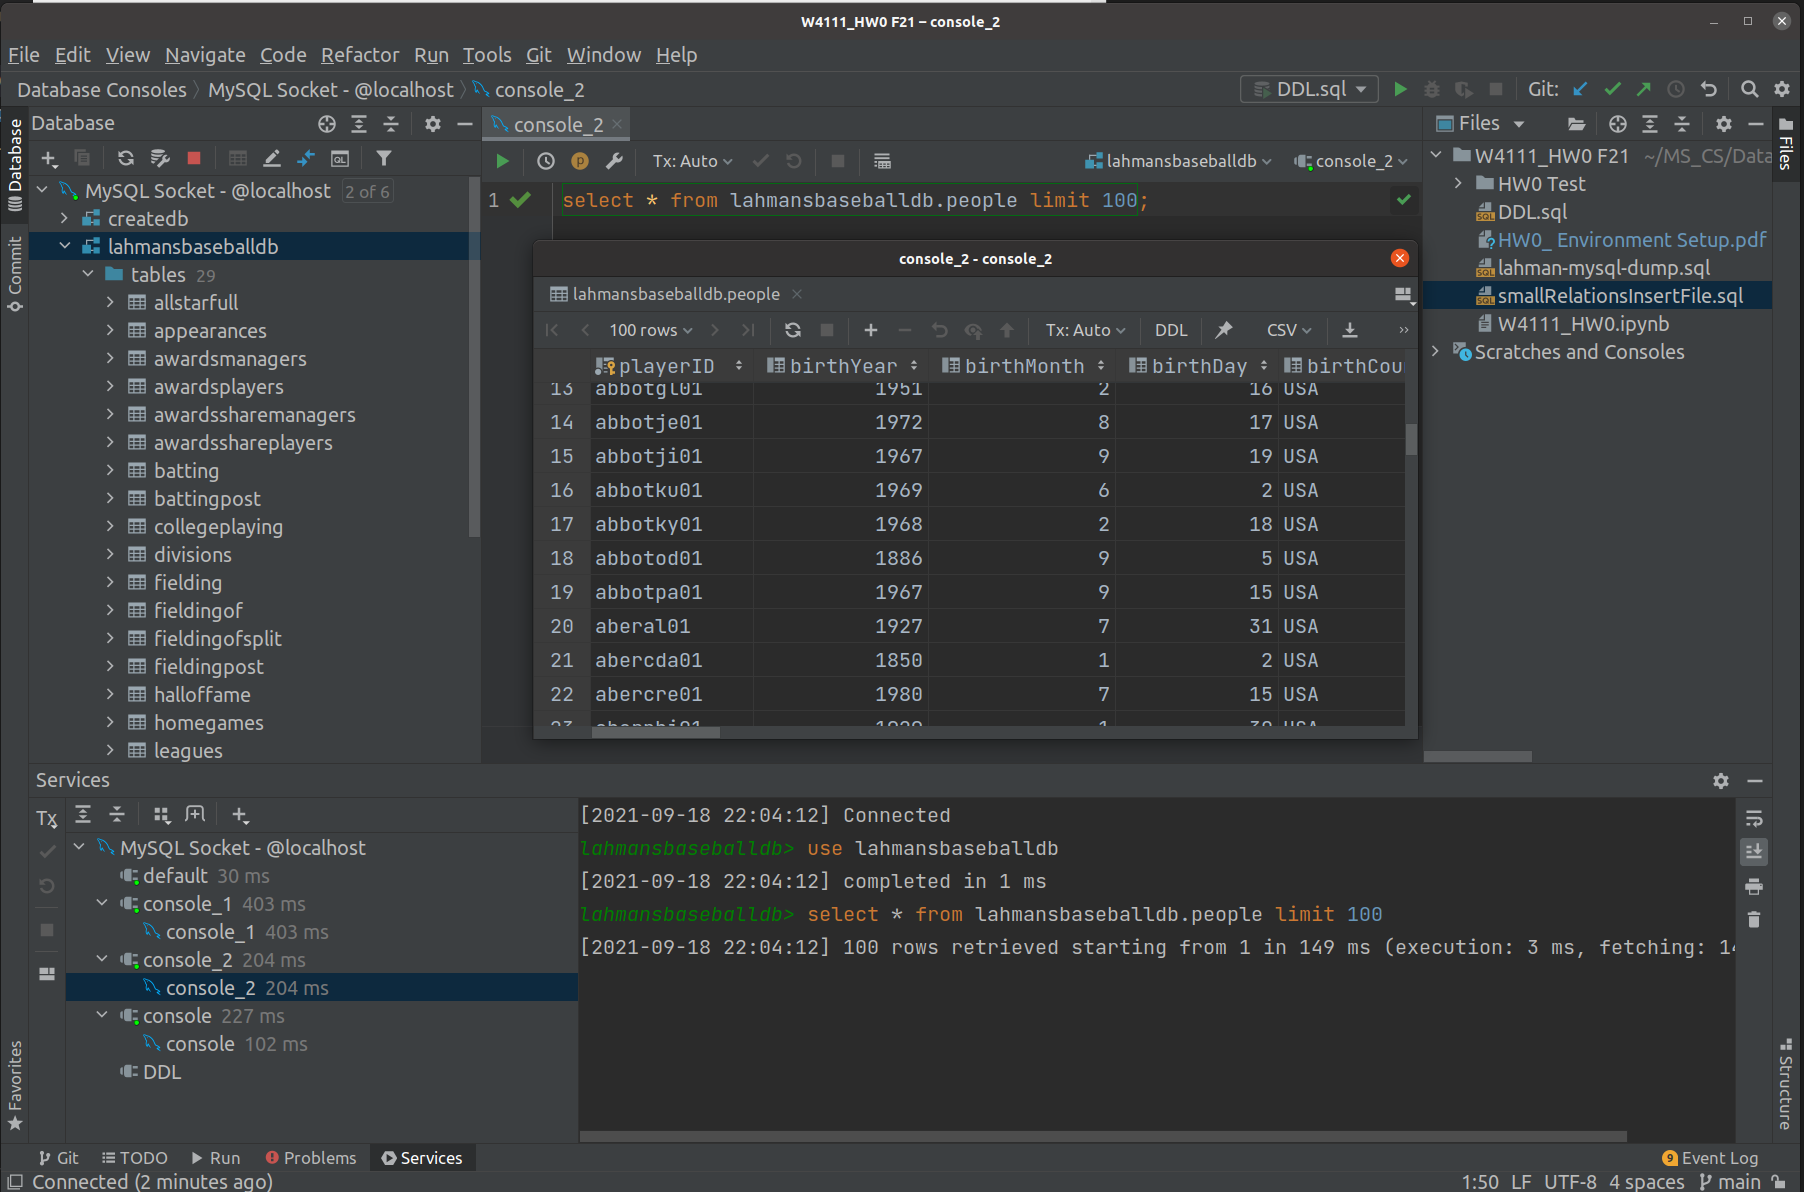 W4111_HW0 F21 – console_2
File Edit View Navigate Code Refactor Run Tools Git Window Help
Database Consoles MySQL Socket - @localhost console_2 DDL.sql Git:
Database
console_2
Files
Tx: Auto lahmansbaseballdb console_2
Database
Commit
Favorites
MySQL Socket - @localhost 2 of 6
createdb
lahmansbaseballdb
tables 29
allstarfull
appearances
awardsmanagers
awardsplayers
awardssharemanagers
awardsshareplayers
batting
battingpost
collegeplaying
divisions
fielding
fieldingof
fieldingofsplit
fieldingpost
halloffame
homegames
leagues
1 select * from lahmansbaseballdb.people limit 100;
console_2 - console_2
lahmansbaseballdb.people
100 rows Tx: Auto DDL CSV
playerID birthYear birthMonth birthDay birthCou
13 abbotgl01 1951 2 16 USA
14 abbotje01 1972 8 17 USA
15 abbotji01 1967 9 19 USA
16 abbotku01 1969 6 2 USA
17 abbotky01 1968 2 18 USA
18 abbotod01 1886 9 5 USA
19 abbotpa01 1967 9 15 USA
20 aberal01 1927 7 31 USA
21 abercda01 1850 1 2 USA
22 abercre01 1980 7 15 USA
W4111_HW0 F21 ~/MS_CS/Data
HW0 Test
DDL.sql
HW0_ Environment Setup.pdf
lahman-mysql-dump.sql
smallRelationsInsertFile.sql
W4111_HW0.ipynb
Scratches and Consoles
Files
Structure
Services
Tx
MySQL Socket - @localhost
default 30 ms
console_1 403 ms
console_1 403 ms
console_2 204 ms
console_2 204 ms
console 227 ms
console 102 ms
DDL
[2021-09-18 22:04:12] Connected
lahmansbaseballdb> use lahmansbaseballdb
[2021-09-18 22:04:12] completed in 1 ms
lahmansbaseballdb> select * from lahmansbaseballdb.people limit 100
[2021-09-18 22:04:12] 100 rows retrieved starting from 1 in 149 ms (execution: 3 ms, fetching: 14
Git TODO Run Problems Services 9 Event Log
Connected (2 minutes ago) 1:50 LF UTF-8 4 spaces main